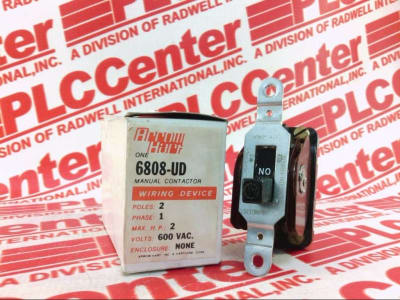 PLCCenter
A DIVISION OF RADWELL INTERNATIONAL, INC.
Arrow
Hart
ONE
6808-UD
MANUAL CONTACTOR
WIRING DEVICE
POLES: 2
PHASE: 1
MAX. H.P.: 2
VOLTS: 600 VAC.
ENCLOSURE: NONE
NO